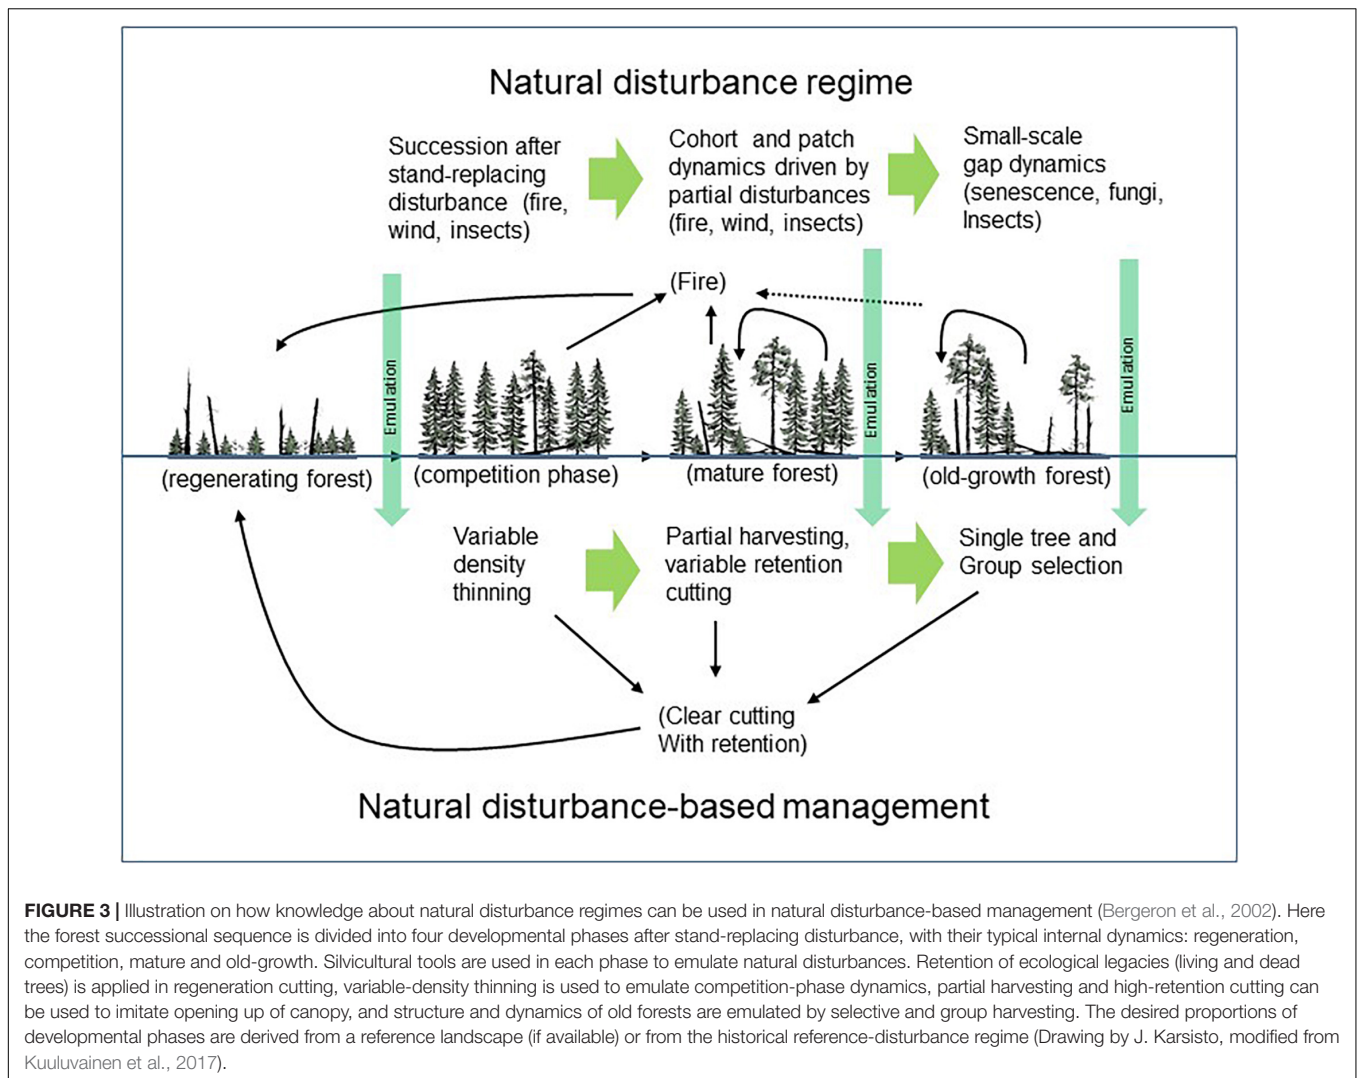 Natural disturbance regime
Succession after
stand-replacing
disturbance (fire,
wind, insects)
Cohort and patch
dynamics driven by
partial disturbances
(fire, wind, insects)
Small-scale
gap dynamics
(senescence, fungi,
Insects)
(Fire)
Emulation
Emulation
Emulation
(regenerating forest)
(competition phase)
(mature forest)
(old-growth forest)
Variable
density
thinning
Partial harvesting,
variable retention
cutting
Single tree and
Group selection
(Clear cutting
With retention)
Natural disturbance-based management
FIGURE 3 | Illustration on how knowledge about natural disturbance regimes can be used in natural disturbance-based management (Bergeron et al., 2002). Here
the forest successional sequence is divided into four developmental phases after stand-replacing disturbance, with their typical internal dynamics: regeneration,
competition, mature and old-growth. Silvicultural tools are used in each phase to emulate natural disturbances. Retention of ecological legacies (living and dead
trees) is applied in regeneration cutting, variable-density thinning is used to emulate competition-phase dynamics, partial harvesting and high-retention cutting can
be used to imitate opening up of canopy, and structure and dynamics of old forests are emulated by selective and group harvesting. The desired proportions of
developmental phases are derived from a reference landscape (if available) or from the historical reference-disturbance regime (Drawing by J. Karsisto, modified from
Kuuluvainen et al., 2017).